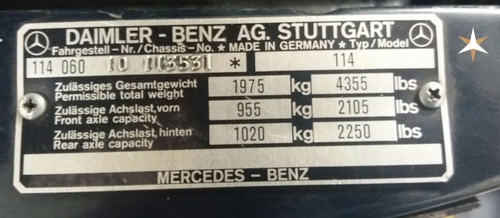 DAIMLER - BENZ AG. STUTTGART
Fahrgestell - Nr. / Chassis - No. * MADE IN GERMANY * Typ / Model
114 060 10 113531 * 114
Zulässiges Gesamtgewicht 1975 kg 4355 lbs
Permissible total weight
Zulässige Achslast, vorn 955 kg 2105 lbs
Front axle capacity
Zulässige Achslast, hinten 1020 kg 2250 lbs
Rear axle capacity
MERCEDES - BENZ